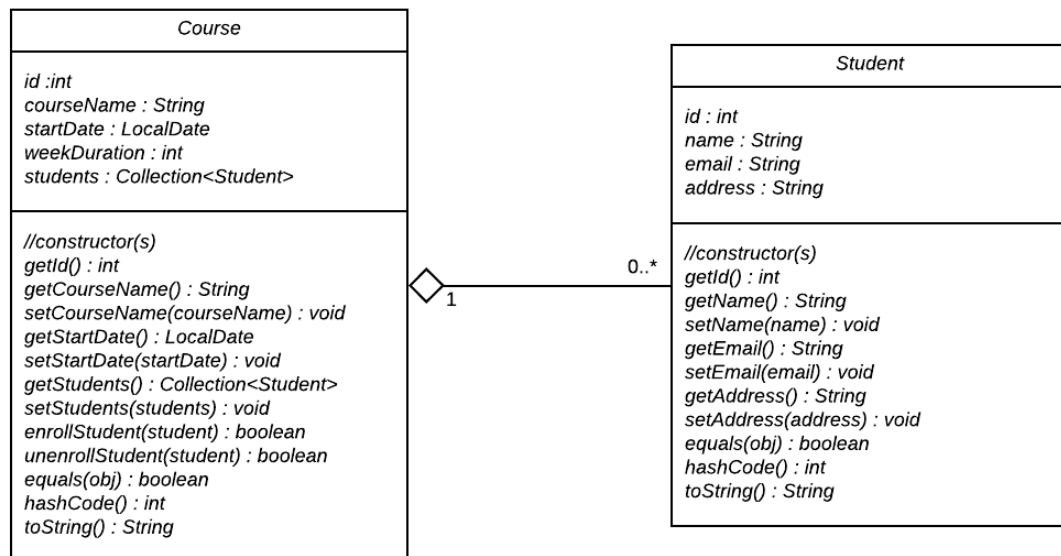 Course
id :int
courseName : String
startDate : LocalDate
weekDuration : int
students : Collection<Student>
//constructor(s)
getId() : int
getCourseName() : String
setCourseName(courseName) : void
getStartDate() : LocalDate
setStartDate(startDate) : void
getStudents() : Collection<Student>
setStudents(students) : void
enrollStudent(student) : boolean
unenrollStudent(student) : boolean
equals(obj) : boolean
hashCode() : int
toString() : String
1
0..*
Student
id : int
name : String
email : String
address : String
//constructor(s)
getId() : int
getName() : String
setName(name) : void
getEmail() : String
setEmail(email) : void
getAddress() : String
setAddress(address) : void
equals(obj) : boolean
hashCode() : int
toString() : String